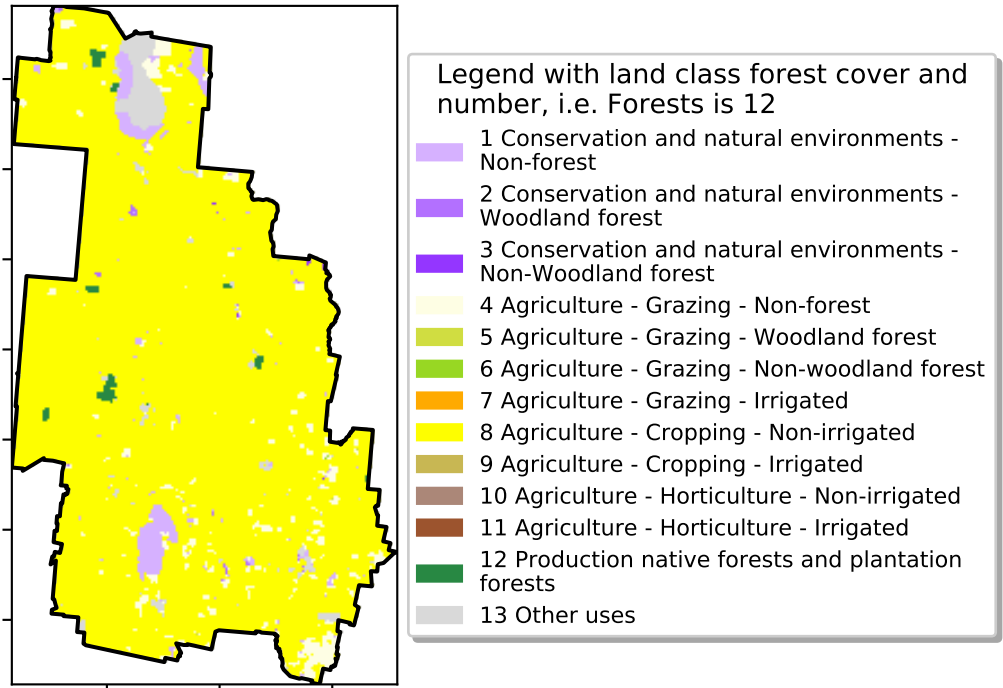 Legend with land class forest cover and
number, i.e. Forests is 12
1 Conservation and natural environments -
Non-forest
2 Conservation and natural environments -
Woodland forest
3 Conservation and natural environments -
Non-Woodland forest
4 Agriculture - Grazing - Non-forest
5 Agriculture - Grazing - Woodland forest
6 Agriculture - Grazing - Non-woodland forest
7 Agriculture - Grazing - Irrigated
8 Agriculture - Cropping - Non-irrigated
9 Agriculture - Cropping - Irrigated
10 Agriculture - Horticulture - Non-irrigated
11 Agriculture - Horticulture - Irrigated
12 Production native forests and plantation
forests
13 Other uses